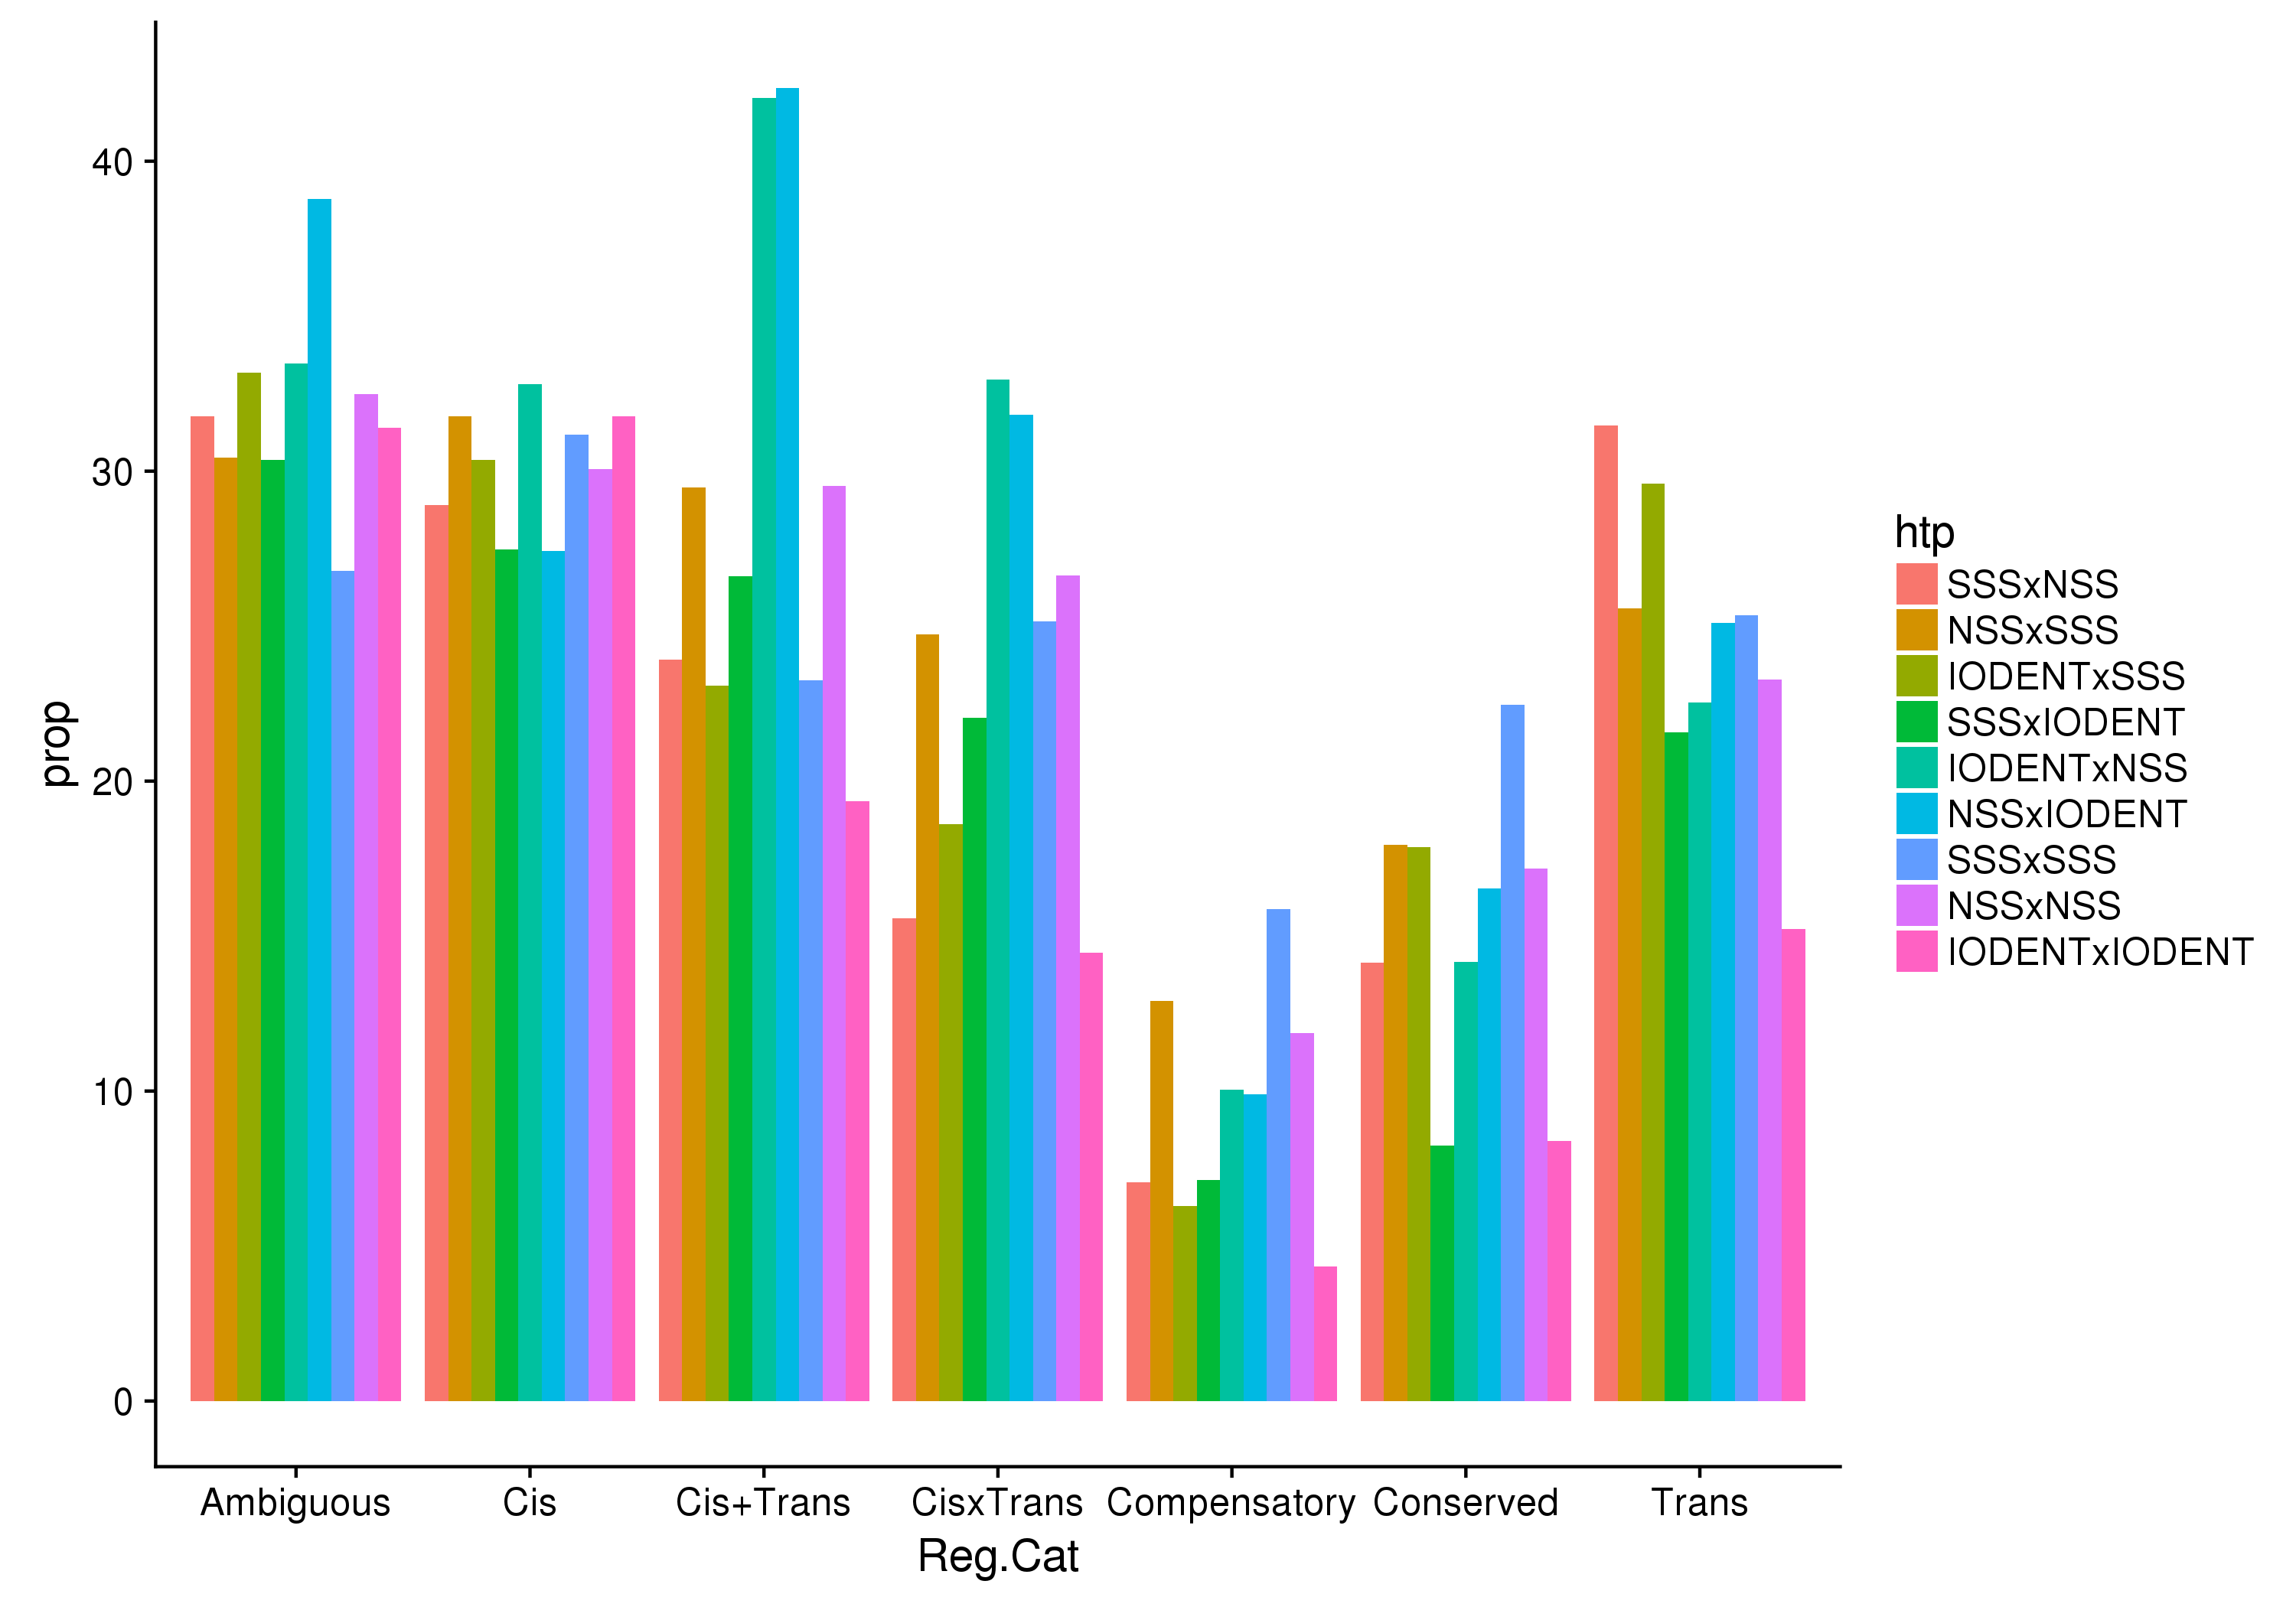 40
30
20
10
0
prop
Ambiguous Cis Cis+Trans CisxTrans Compensatory Conserved Trans
Reg.Cat
htp
SSSxNSS
NSSxSSS
IODENTxSSS
SSSxIODENT
IODENTxNSS
NSSxIODENT
SSSxSSS
NSSxNSS
IODENTxIODENT